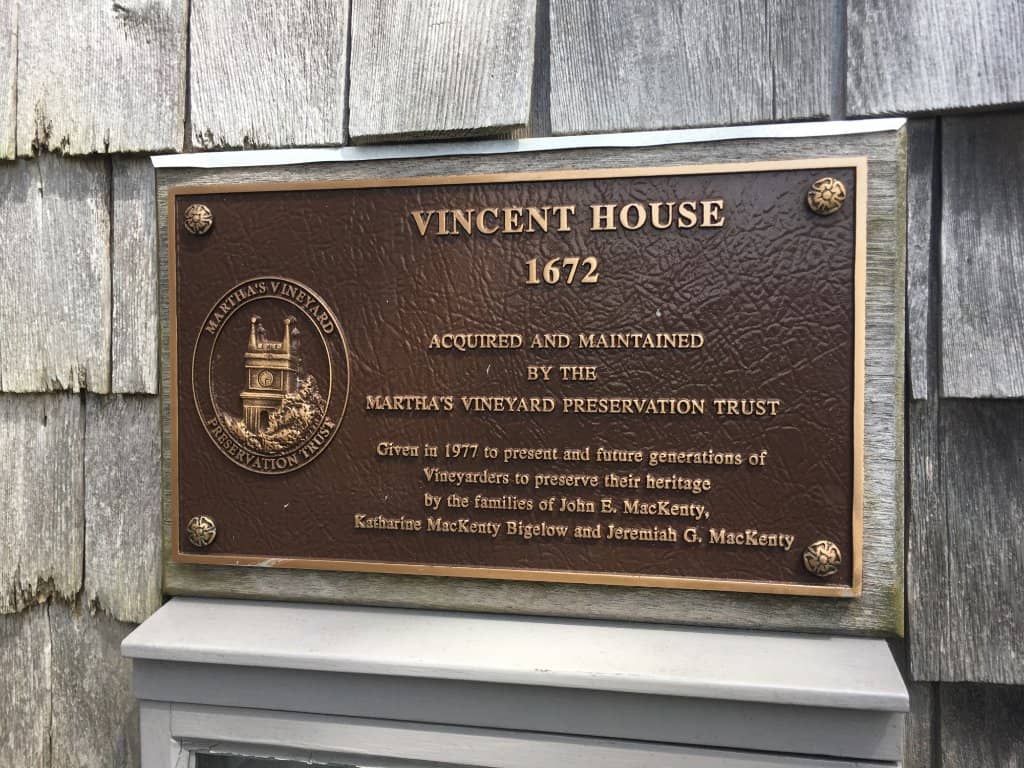 VINCENT HOUSE
1672
ACQUIRED AND MAINTAINED
BY THE
MARTHA'S VINEYARD PRESERVATION TRUST
Given in 1977 to present and future generations of
Vineyarders to preserve their heritage
by the families of John E. MacKenty,
Katharine MacKenty Bigelow and Jeremiah G. MacKenty
MARTHA'S VINEYARD
PRESERVATION TRUST